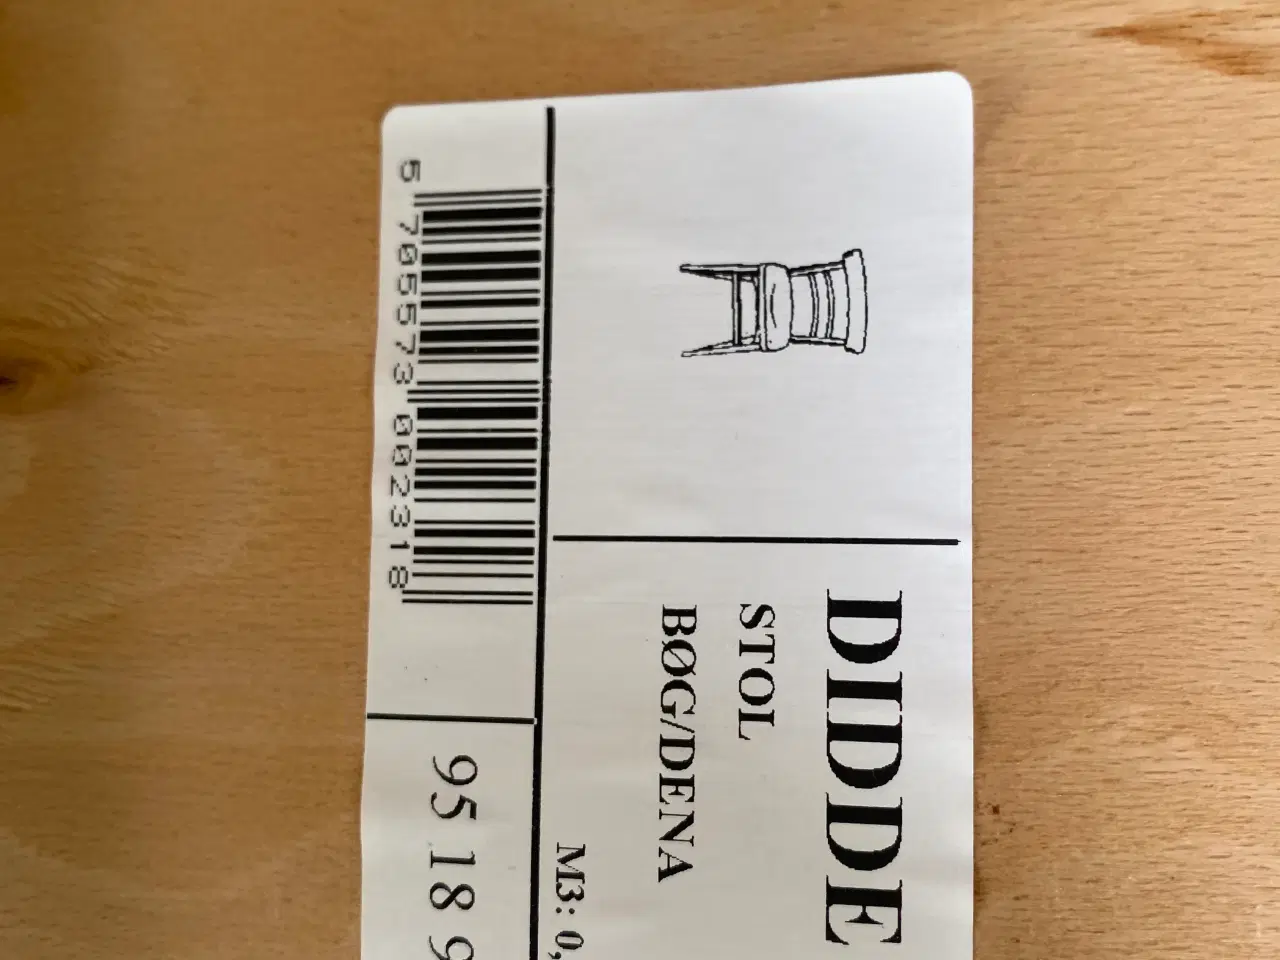 DIDDE
STOL
BØG/DENA
M3: 0,
5 705573 002318
95 18 9